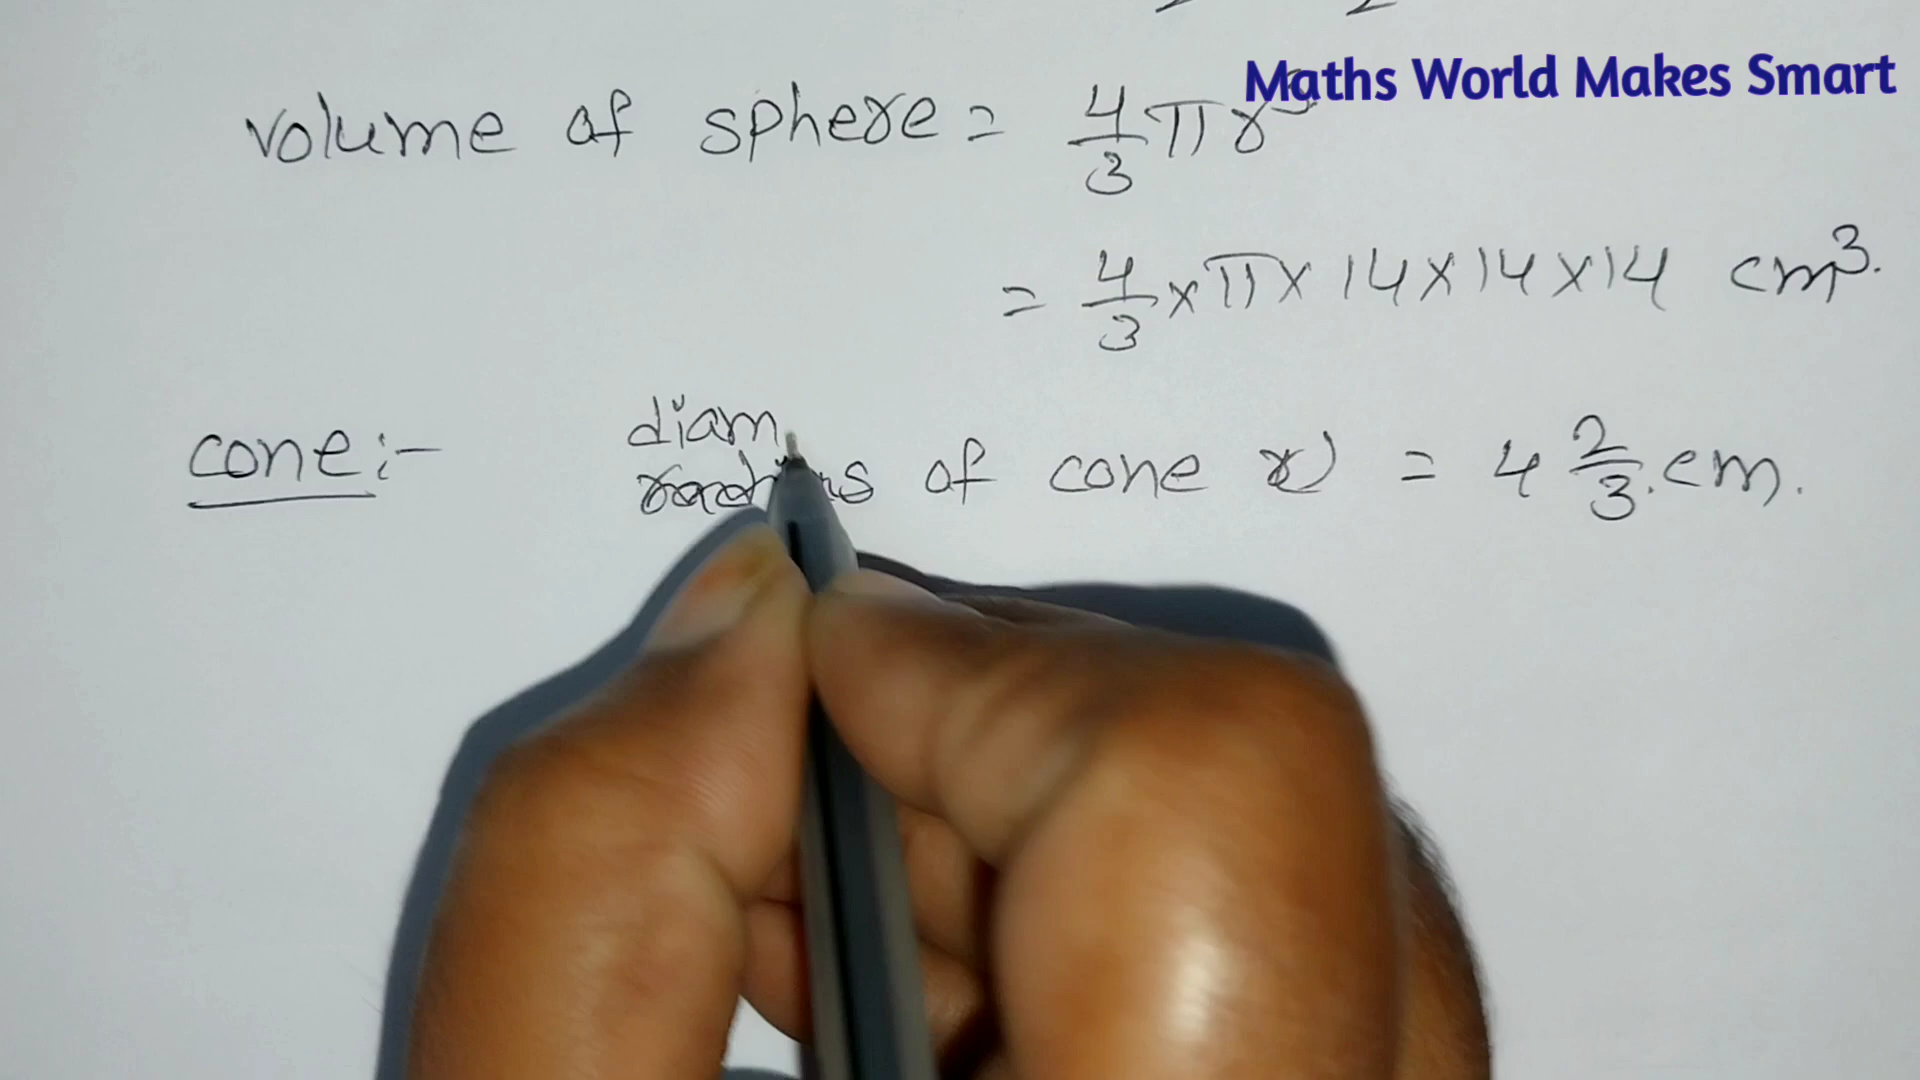 Maths World Makes Smart
volume of sphere = 4/3 πr³
= 4/3 × π × 14 × 14 × 14 cm³.
diam
cone:- radius of cone r = 4 2/3 cm.